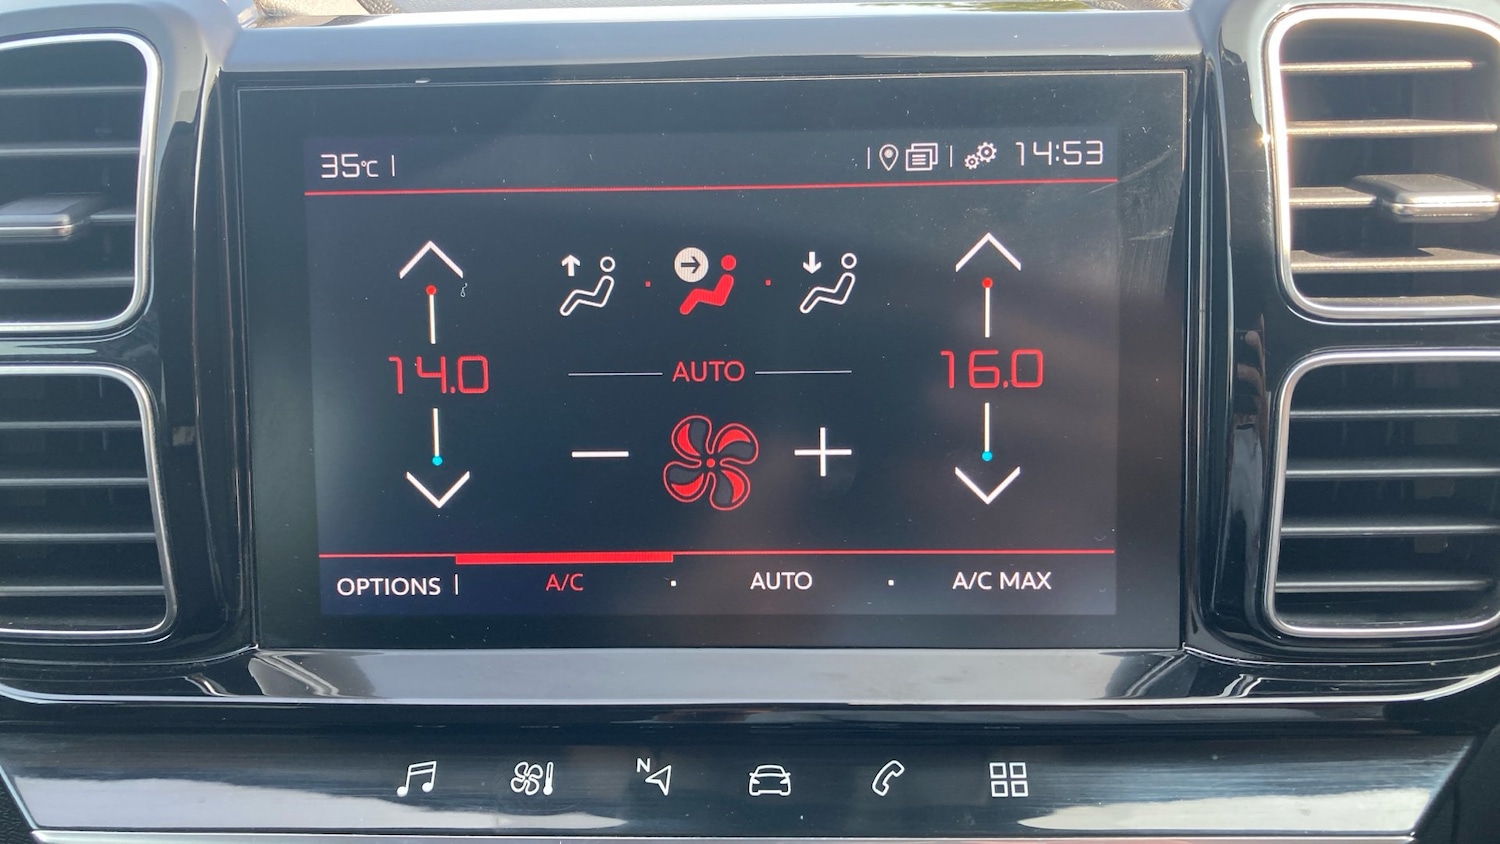 35°C | 14:53
14.0 AUTO 16.0
OPTIONS | A/C AUTO A/C MAX
N